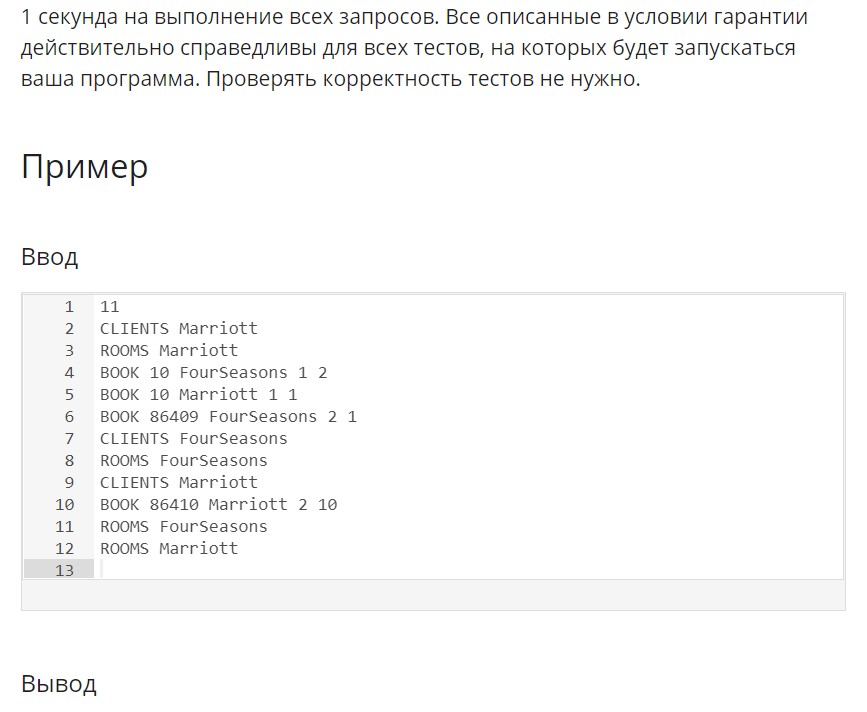 1 секунда на выполнение всех запросов. Все описанные в условии гарантии
действительно справедливы для всех тестов, на которых будет запускаться
ваша программа. Проверять корректность тестов не нужно.
Пример
Ввод
1 11
2 CLIENTS Marriott
3 ROOMS Marriott
4 BOOK 10 FourSeasons 1 2
5 BOOK 10 Marriott 1 1
6 BOOK 86409 FourSeasons 2 1
7 CLIENTS FourSeasons
8 ROOMS FourSeasons
9 CLIENTS Marriott
10 BOOK 86410 Marriott 2 10
11 ROOMS FourSeasons
12 ROOMS Marriott
13
Вывод